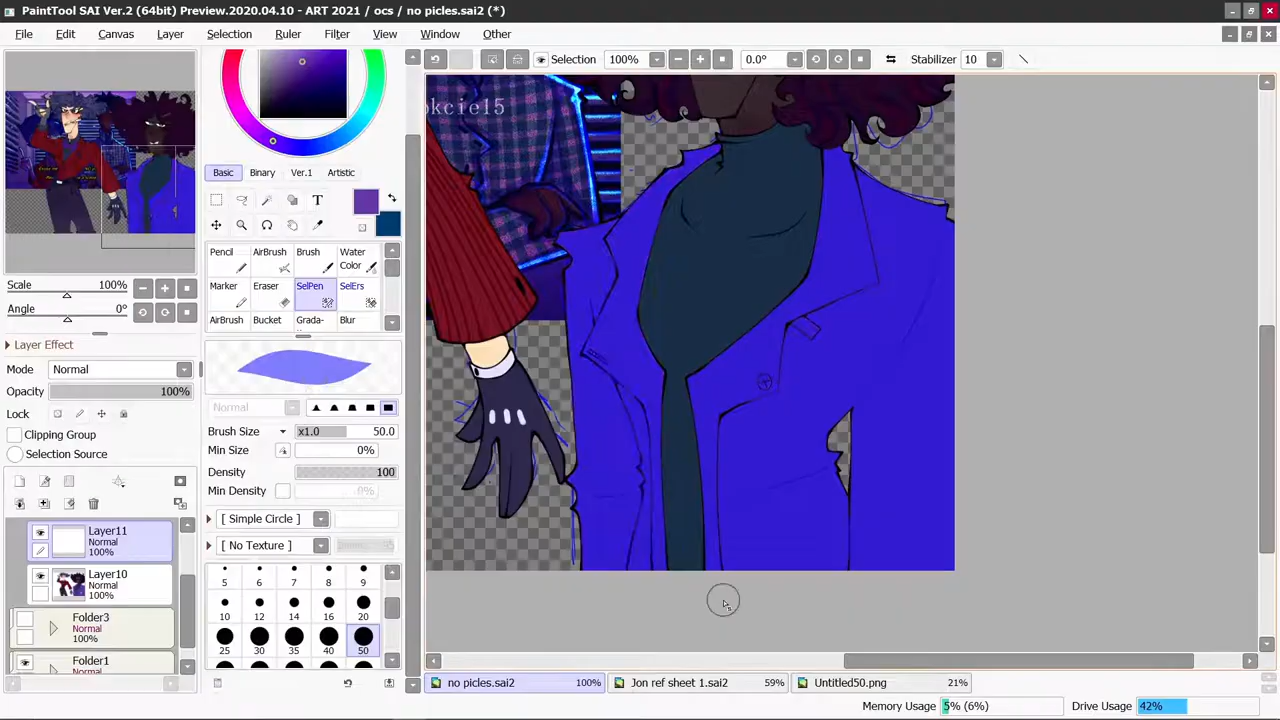 PaintTool SAI Ver.2 (64bit) Preview.2020.04.10 - ART 2021 / ocs / no picles.sai2 (*)
File Edit Canvas Layer Selection Ruler Filter View Window Other
Selection 100% 0.0° Stabilizer 10
Basic Binary Ver.1 Artistic
T
Pencil AirBrush Brush Water Color
Marker Eraser SelPen SelErs
AirBrush Bucket Grada- Blur
Scale 100%
Angle 0°
Layer Effect
Mode Normal
Opacity 100%
Lock
Clipping Group
Selection Source
Layer11
Normal
100%
Layer10
Normal
100%
Folder3
Normal
100%
Folder1
Normal
Normal
Brush Size x1.0 50.0
Min Size 0%
Density 100
Min Density 0%
[ Simple Circle ]
[ No Texture ]
5 6 7 8 9
10 12 14 16 20
25 30 35 40 50
okcie15
no picles.sai2 100% Jon ref sheet 1.sai2 59% Untitled50.png 21%
Memory Usage 5% (6%) Drive Usage 42%